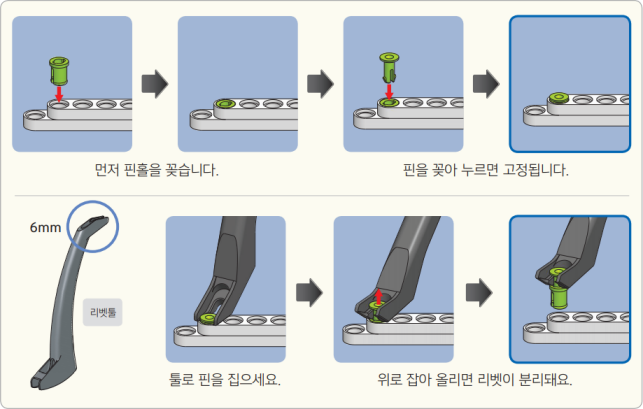 먼저 핀홀을 꽂습니다.
핀을 꽂아 누르면 고정됩니다.
6mm
리벳툴
툴로 핀을 집으세요.
위로 잡아 올리면 리벳이 분리돼요.